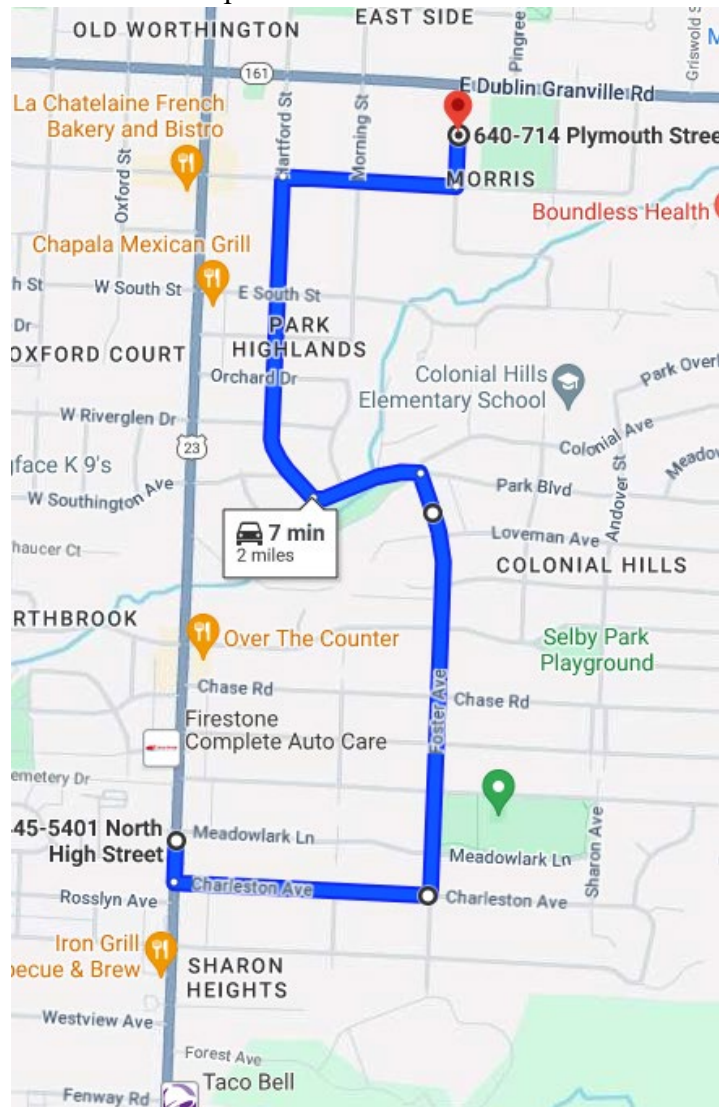 EAST SIDE
OLD WORTHINGTON
Pingree
Griswold S
161
E Dublin Granville Rd
La Chatelaine French
Bakery and Bistro
640-714 Plymouth Stree
Hartford St
Morning St
Oxford St
MORRIS
Boundless Health
Chapala Mexican Grill
W South St
E South St
h St
PARK
HIGHLANDS
Dr
OXFORD COURT
Orchard Dr
Colonial Hills
Elementary School
Park Overl
W Riverglen Dr
Colonial Ave
23
Andover St
Meadow
gface K 9's
W Southington Ave
Park Blvd
7 min
2 miles
Loveman Ave
haucer Ct
COLONIAL HILLS
RTHBROOK
Over The Counter
Selby Park
Playground
Chase Rd
Chase Rd
Foster Ave
Firestone
Complete Auto Care
emetery Dr
45-5401 North
High Street
Meadowlark Ln
Meadowlark Ln
Sharon Ave
Charleston Ave
Charleston Ave
Rosslyn Ave
Iron Grill
becue & Brew
SHARON
HEIGHTS
Westview Ave
Forest Ave
Taco Bell
Fenway Rd